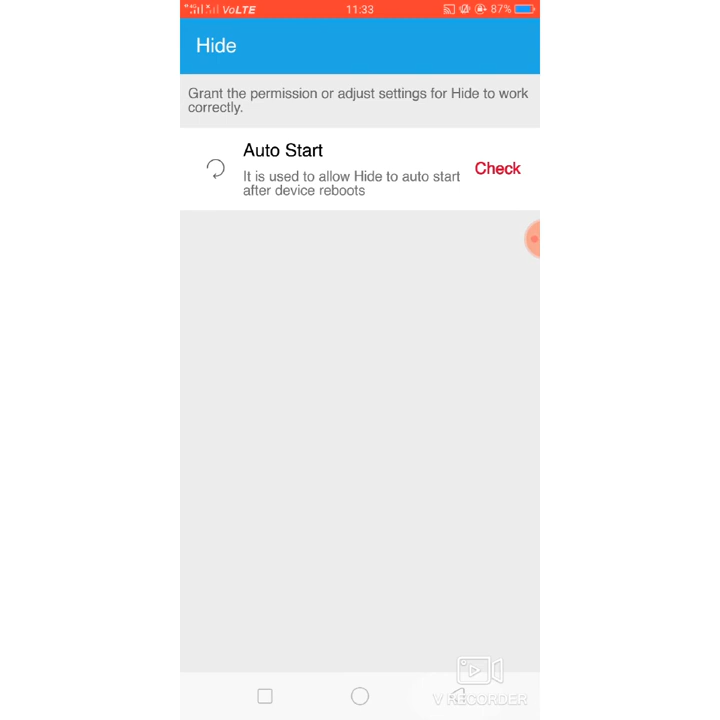 VoLTE 11:33 87%
Hide
Grant the permission or adjust settings for Hide to work
correctly.
Auto Start
It is used to allow Hide to auto start
after device reboots
Check
V RECORDER